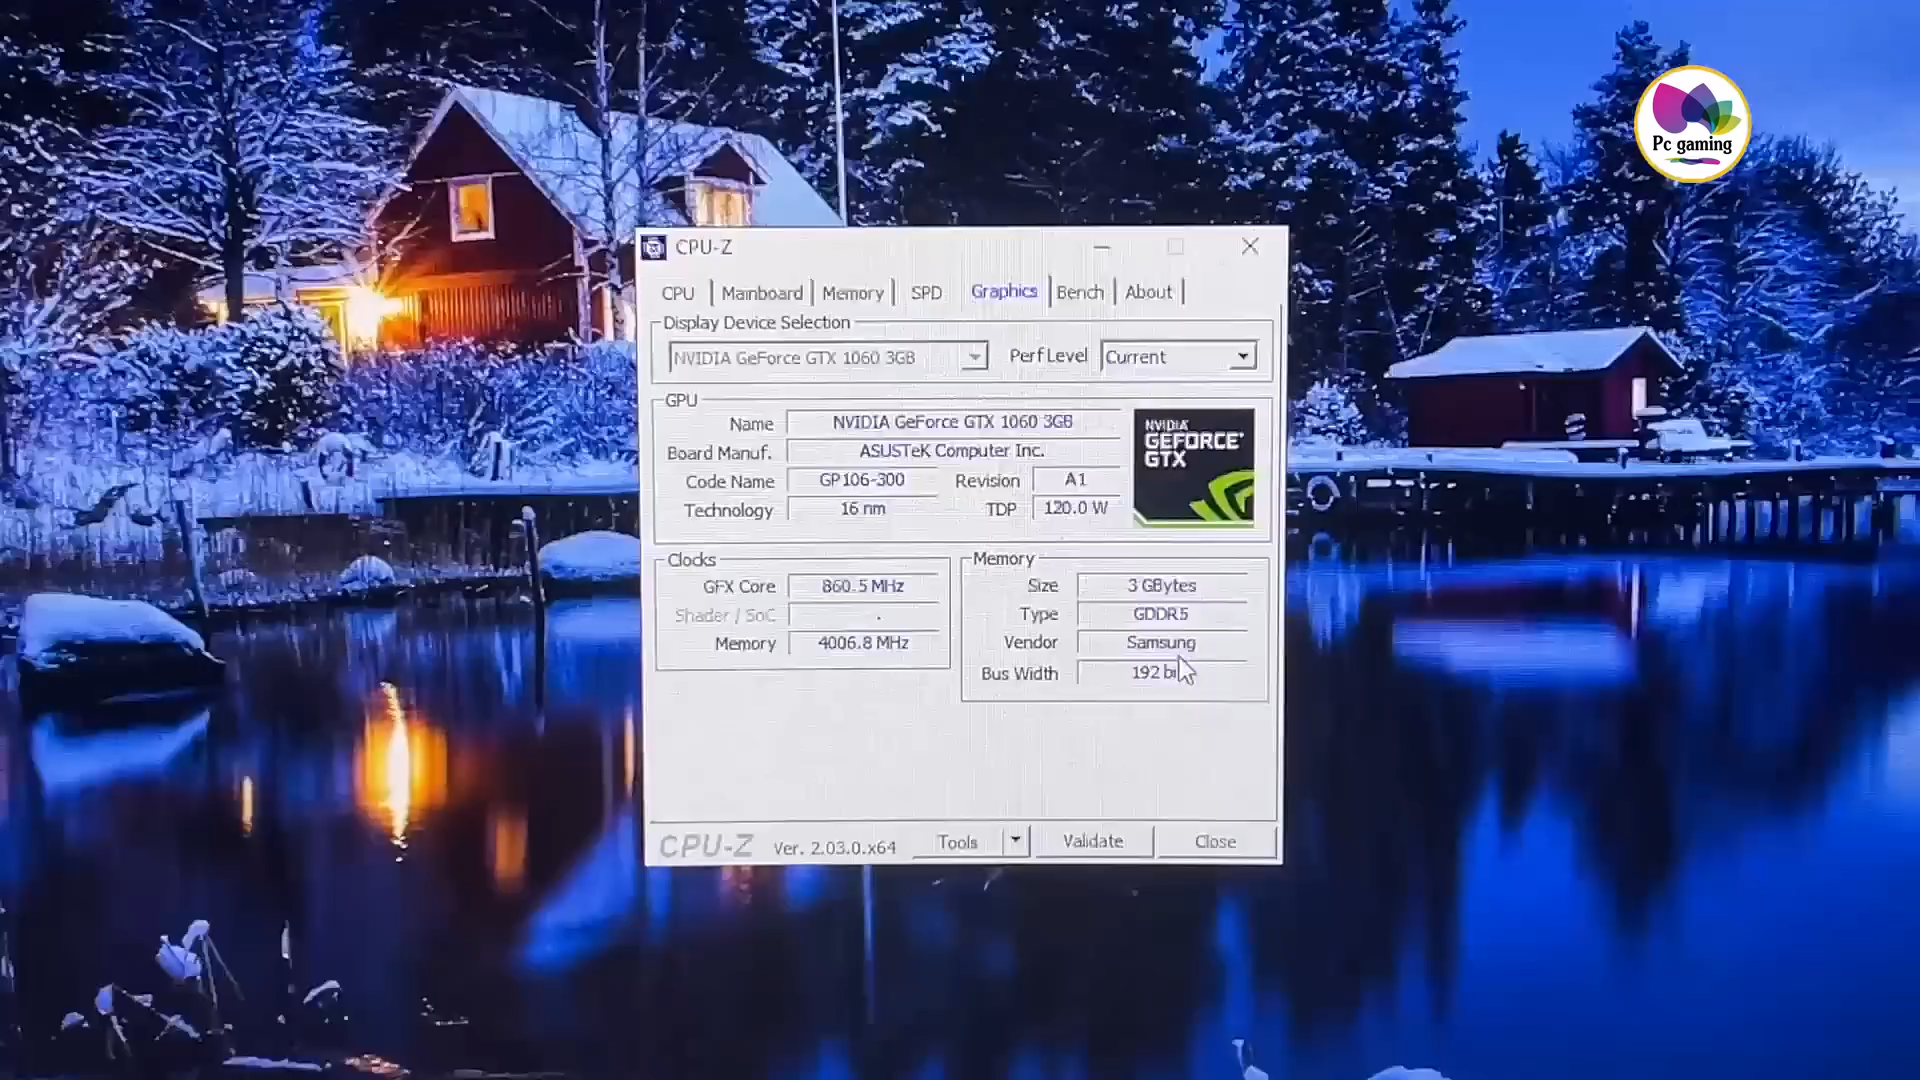 Pc gaming
CPU-Z
CPU Mainboard Memory SPD Graphics Bench About
Display Device Selection
NVIDIA GeForce GTX 1060 3GB Perf Level Current
GPU
Name NVIDIA GeForce GTX 1060 3GB
Board Manuf. ASUSTeK Computer Inc.
Code Name GP106-300 Revision A1
Technology 16 nm TDP 120.0 W
NVIDIA
GEFORCE
GTX
Clocks
GFX Core 860.5 MHz
Shader / SoC
Memory 4006.8 MHz
Memory
Size 3 GBytes
Type GDDR5
Vendor Samsung
Bus Width 192
CPU-Z Ver. 2.03.0.x64 Tools Validate Close